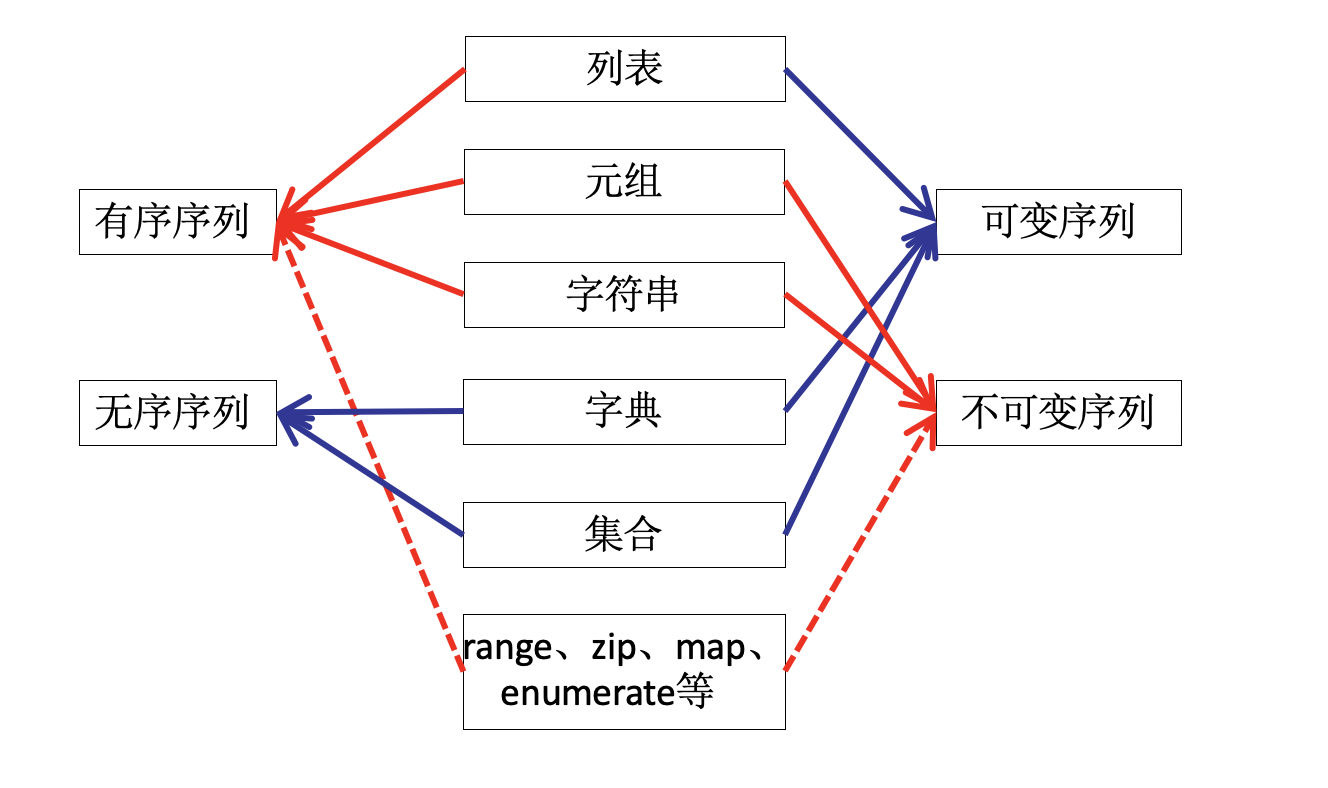 列表
元组
有序序列
可变序列
字符串
无序序列
字典
不可变序列
集合
range、zip、map、
enumerate等